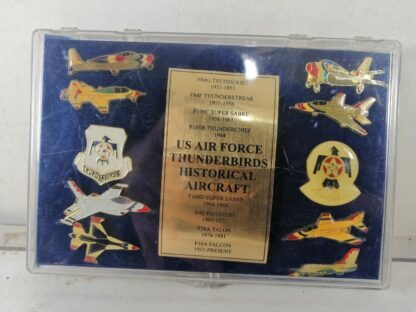 F84G THUNDERJET
1953-1955
F84F THUNDERSTREAK
1955-1956
F100C SUPER SABRE
1956-1963
F105B THUNDERCHIEF
1964
US AIR FORCE
THUNDERBIRDS
HISTORICAL
AIRCRAFT
F100D SUPER SABRE
1964-1968
F4E PHANTOM
1969-1973
T38A TALON
1974-1981
F16A FALCON
1982-PRESENT
THUNDERBIRDS